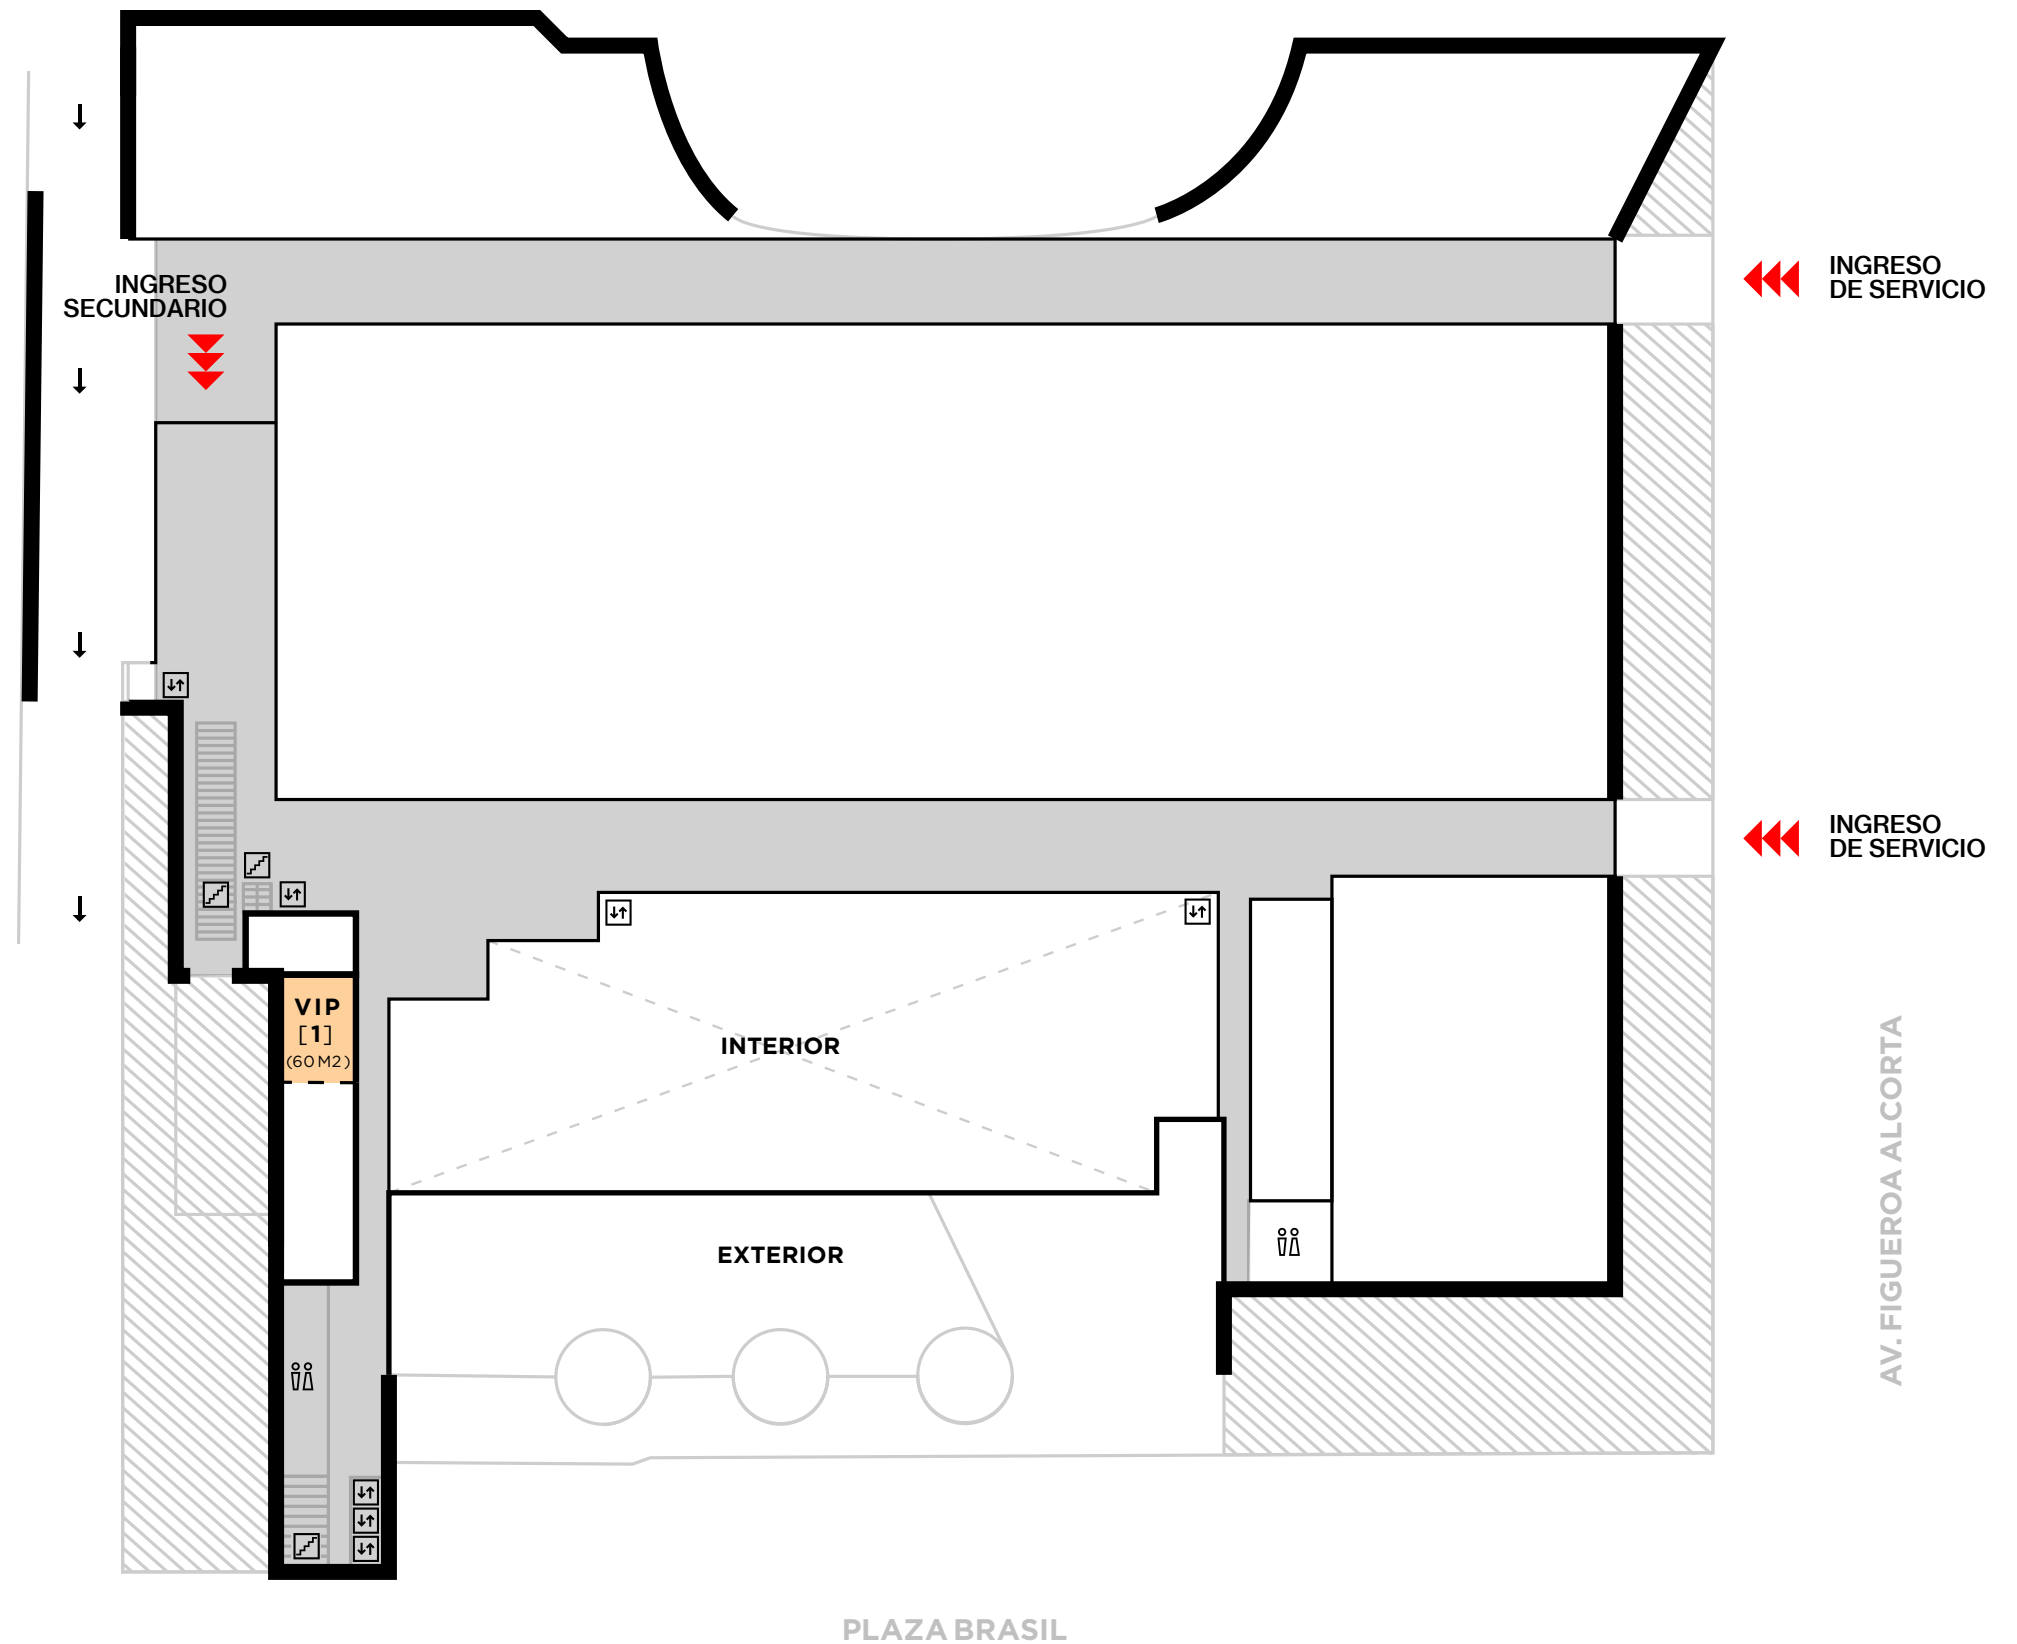 INGRESO
SECUNDARIO
INGRESO
DE SERVICIO
INGRESO
DE SERVICIO
VIP
[1]
(60 M2)
INTERIOR
EXTERIOR
AV. FIGUEROA ALCORTA
PLAZA BRASIL